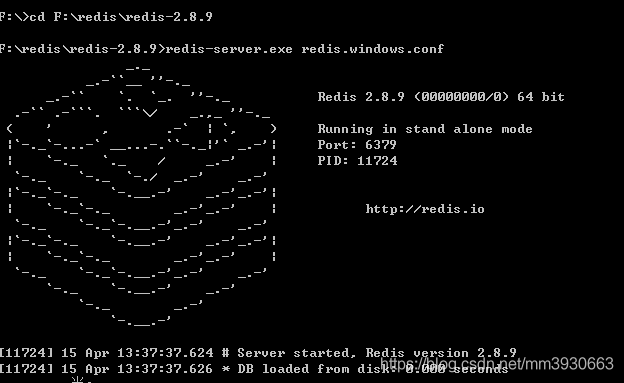 F:\>cd F:\redis\redis-2.8.9
F:\redis\redis-2.8.9>redis-server.exe redis.windows.conf
Redis 2.8.9 (00000000/0) 64 bit
Running in stand alone mode
Port: 6379
PID: 11724
http://redis.io
[11724] 15 Apr 13:37:37.624 # Server started, Redis version 2.8.9
[11724] 15 Apr 13:37:37.626 * DB loaded from disk: 0.000 seconds
https://blog.csdn.net/mm3930663